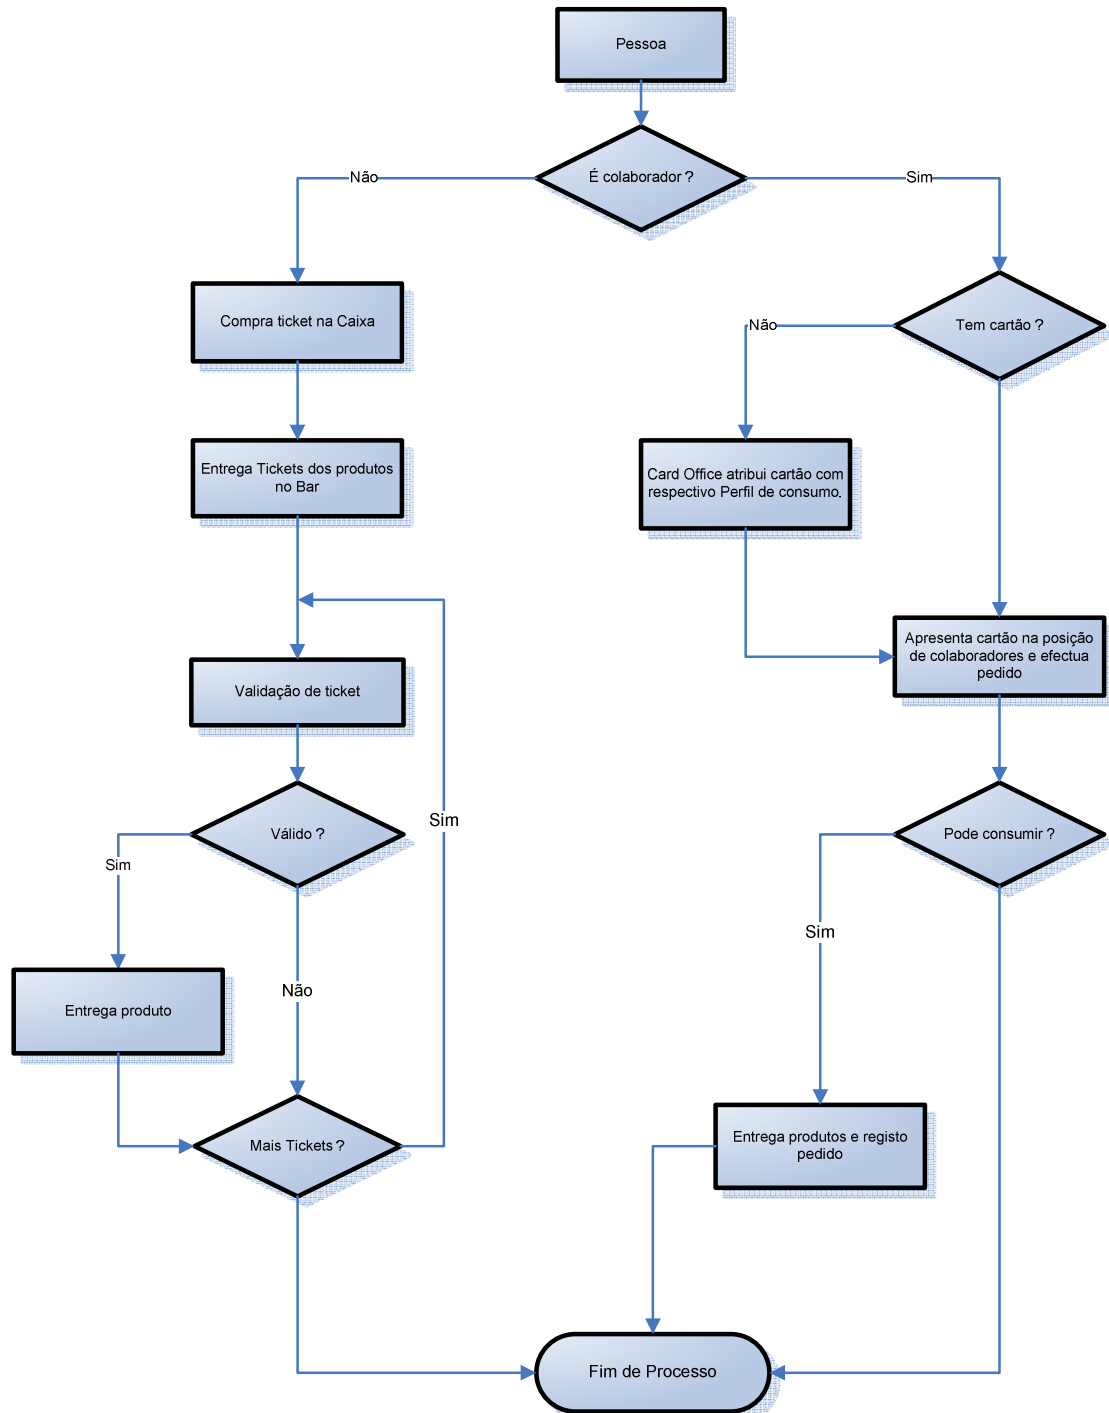 Pessoa
É colaborador ?
Não
Sim
Compra ticket na Caixa
Tem cartão ?
Não
Entrega Tickets dos produtos
no Bar
Card Office atribui cartão com
respectivo Perfil de consumo.
Apresenta cartão na posição
de colaboradores e efectua
pedido
Validação de ticket
Válido ?
Sim
Sim
Pode consumir ?
Sim
Não
Entrega produto
Mais Tickets ?
Entrega produtos e registo
pedido
Fim de Processo